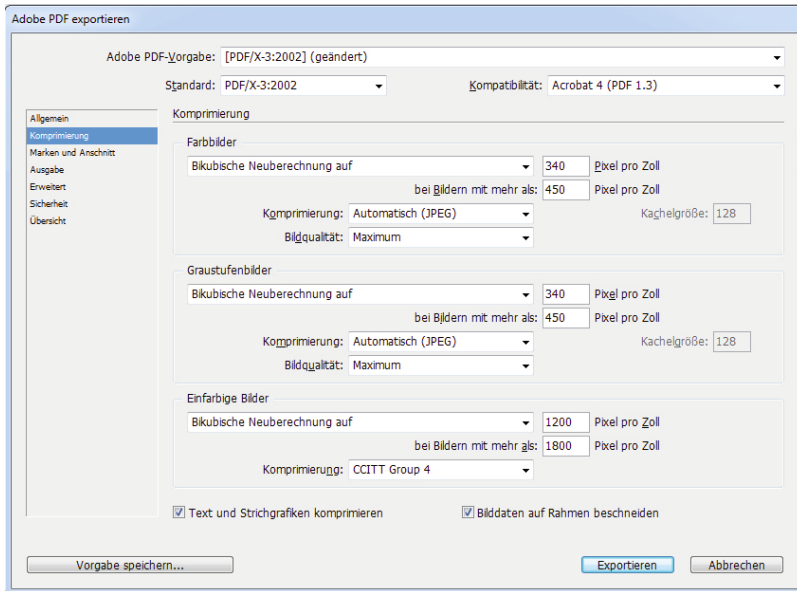 Adobe PDF exportieren
Adobe PDF-Vorgabe: [PDF/X-3:2002] (geändert)
Standard: PDF/X-3:2002 Kompatibilität: Acrobat 4 (PDF 1.3)
Allgemein
Komprimierung
Marken und Anschnitt
Ausgabe
Erweitert
Sicherheit
Übersicht
Komprimierung
Farbbilder
Bikubische Neuberechnung auf 340 Pixel pro Zoll
bei Bildern mit mehr als: 450 Pixel pro Zoll
Komprimierung: Automatisch (JPEG) Kachelgröße: 128
Bildqualität: Maximum
Graustufenbilder
Bikubische Neuberechnung auf 340 Pixel pro Zoll
bei Bildern mit mehr als: 450 Pixel pro Zoll
Komprimierung: Automatisch (JPEG) Kachelgröße: 128
Bildqualität: Maximum
Einfarbige Bilder
Bikubische Neuberechnung auf 1200 Pixel pro Zoll
bei Bildern mit mehr als: 1800 Pixel pro Zoll
Komprimierung: CCITT Group 4
Text und Strichgrafiken komprimieren Bilddaten auf Rahmen beschneiden
Vorgabe speichern... Exportieren Abbrechen